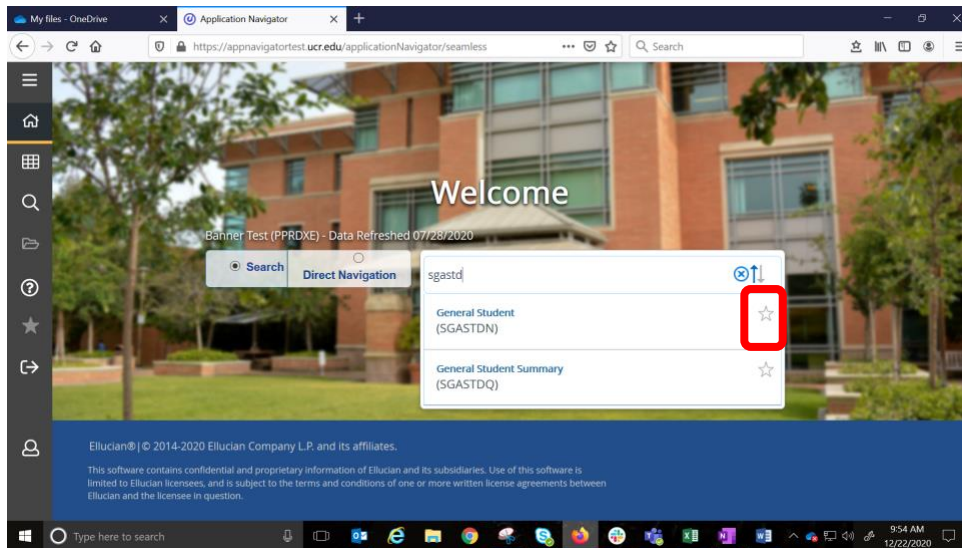 My files - OneDrive
Application Navigator
https://appnavigatortest.ucr.edu/applicationNavigator/seamless
Search
Welcome
Banner Test (PPRDXE) - Data Refreshed 07/28/2020
Search
Direct Navigation
sgastd
General Student
(SGASTDN)
General Student Summary
(SGASTDQ)
Ellucian®|© 2014-2020 Ellucian Company L.P. and its affiliates.
This software contains confidential and proprietary information of Ellucian and its subsidiaries. Use of this software is
limited to Ellucian licensees, and is subject to the terms and conditions of one or more written license agreements between
Ellucian and the licensee in question.
Type here to search
9:54 AM
12/22/2020